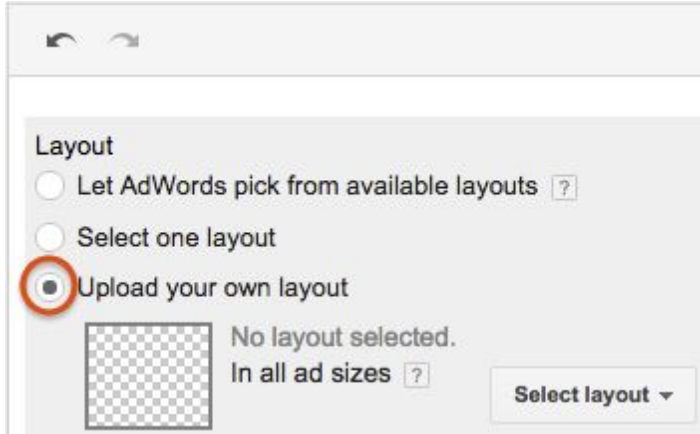 Layout
Let AdWords pick from available layouts ?
Select one layout
Upload your own layout
No layout selected.
In all ad sizes ?
Select layout